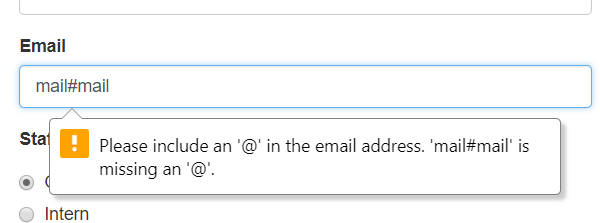 Email
mail#mail
Please include an '@' in the email address. 'mail#mail' is
missing an '@'.
Intern